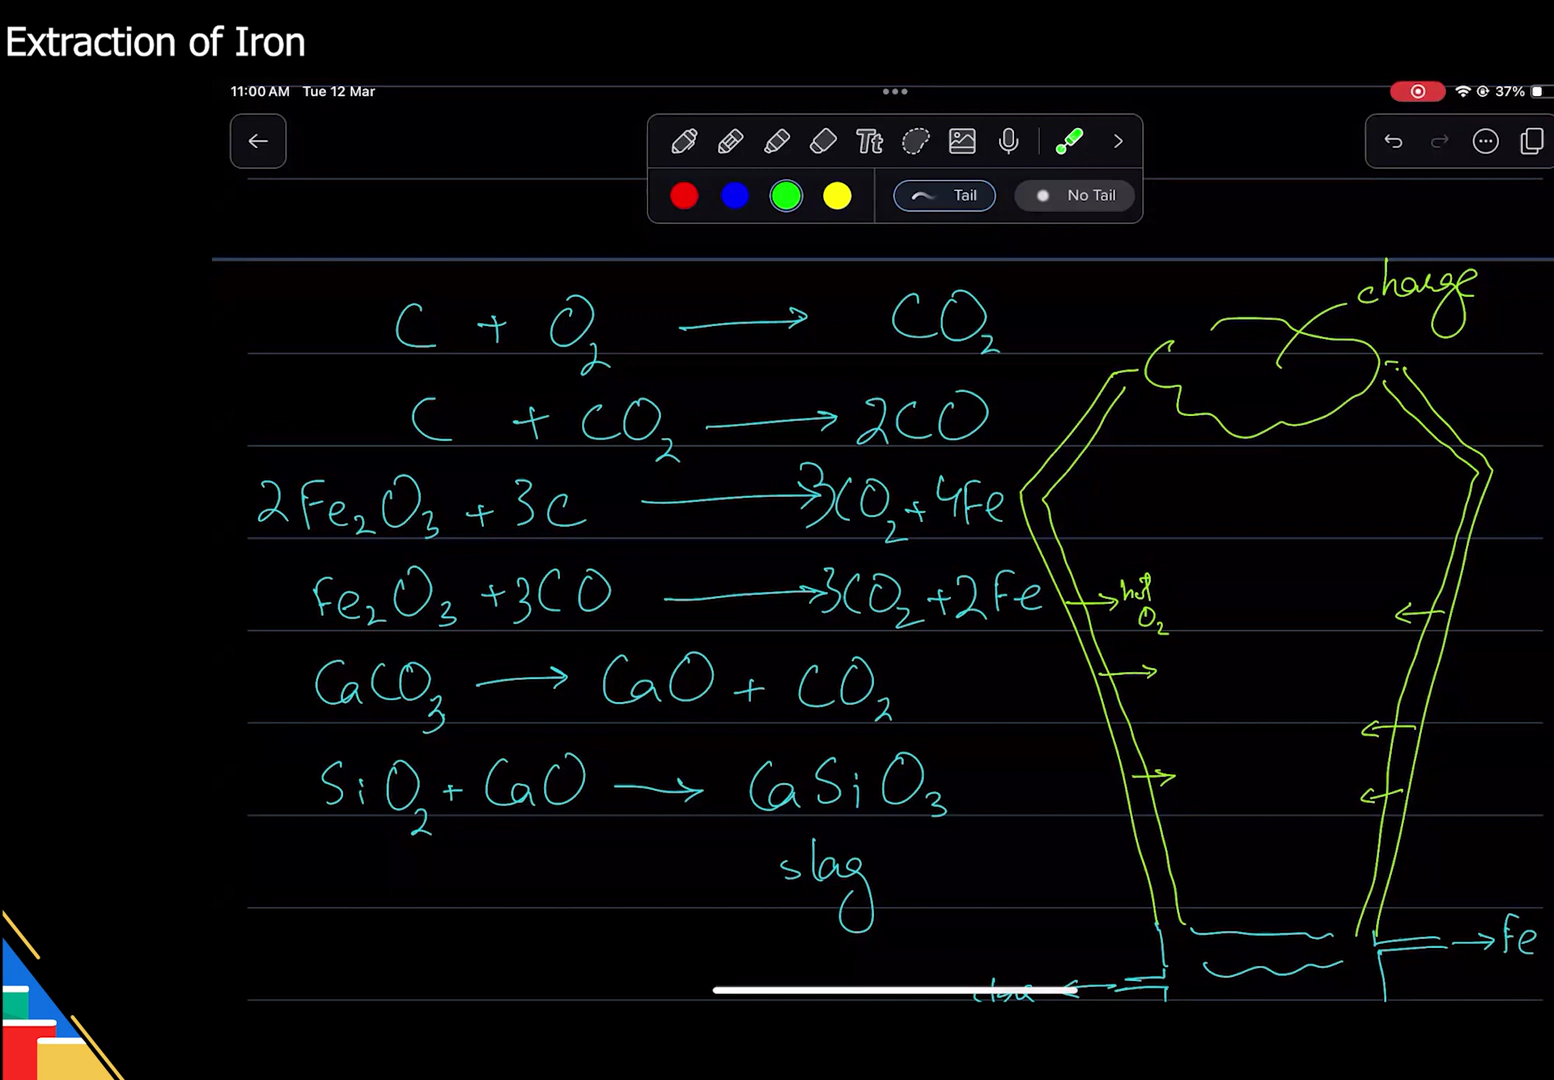 Extraction of Iron
11:00 AM Tue 12 Mar
37%
Tt
Tail
No Tail
charge
C + O₂ → CO₂
C + CO₂ → 2CO
2Fe₂O₃ + 3C → 3CO₂ + 4Fe
Fe₂O₃ + 3CO → 3CO₂ + 2Fe
hot
O₂
CaCO₃ → CaO + CO₂
SiO₂ + CaO → CaSiO₃
slag
→ Fe